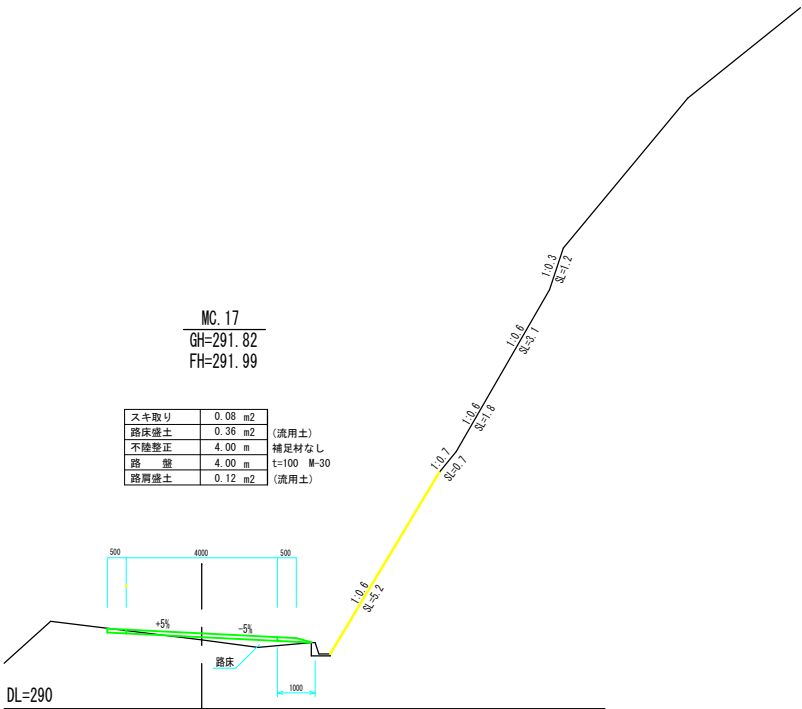 1:0.3
SL=1.2
1:0.6
SL=3.1
MC.17
GH=291.82
FH=291.99
1:0.6
SL=1.8
スキ取り 0.08 m2
路床盛土 0.36 m2 (流用土)
不陸整正 4.00 m 補足材なし
路 盤 4.00 m t=100 M-30
路肩盛土 0.12 m2 (流用土)
1:0.7
SL=0.7
500 4000 500
1:0.6
SL=5.2
+5% -5%
路床
1000
DL=290